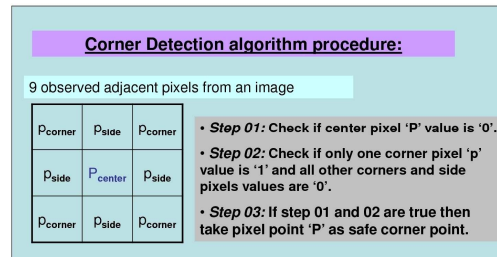 Corner Detection algorithm procedure:
9 observed adjacent pixels from an image
pcorner pside pcorner
pside Pcenter pside
pcorner pside pcorner
• Step 01: Check if center pixel 'P' value is '0'.
• Step 02: Check if only one corner pixel 'p'
value is '1' and all other corners and side
pixels values are '0'.
• Step 03: If step 01 and 02 are true then
take pixel point 'P' as safe corner point.